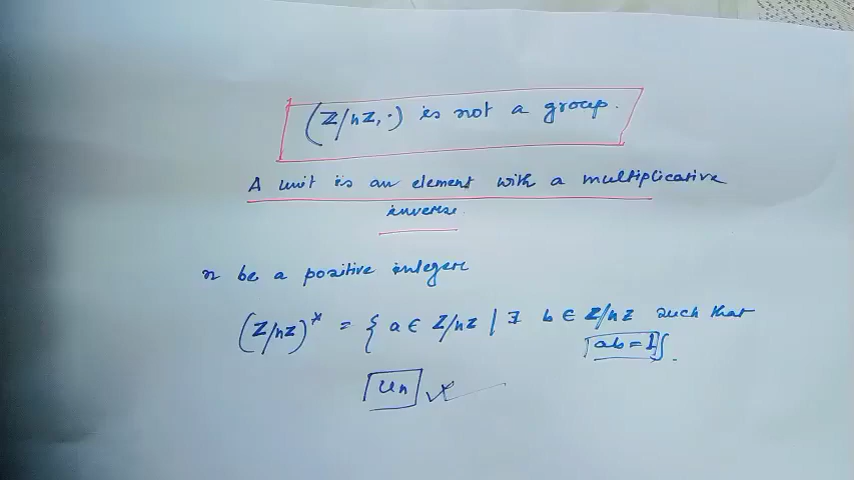 (ℤ/nℤ, ·) is not a group.
A unit is an element with a multiplicative
inverse.
n be a positive integer
(ℤ/nℤ)* = { a ∈ ℤ/nℤ | ∃ b ∈ ℤ/nℤ such that
ab = 1 }.
Un